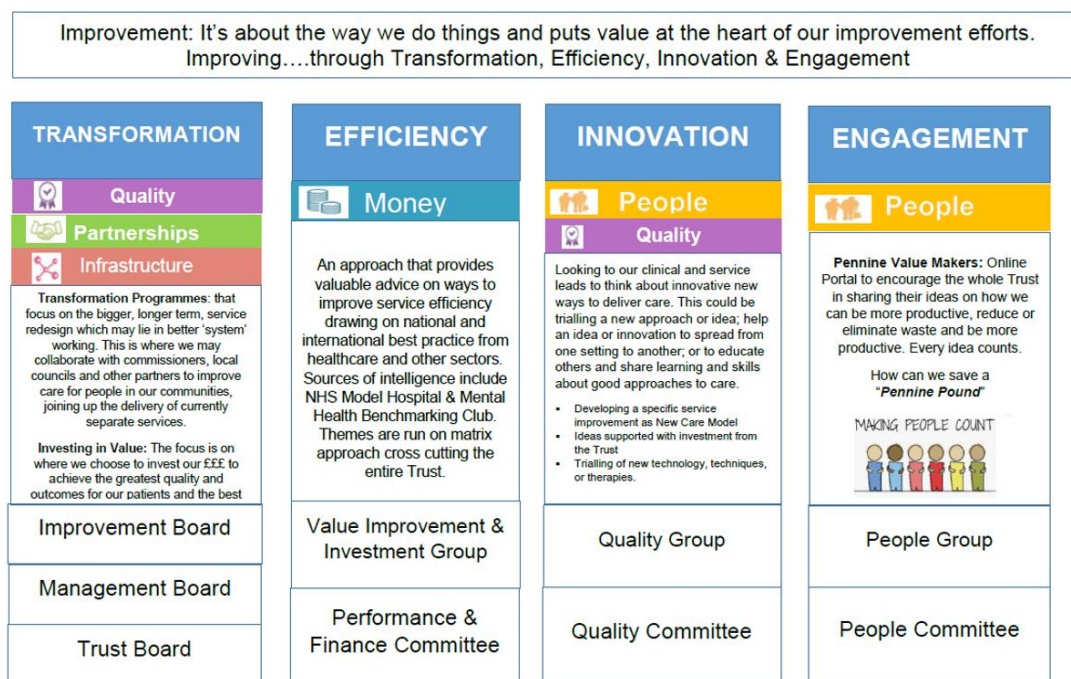 Improvement: It’s about the way we do things and puts value at the heart of our improvement efforts.
Improving….through Transformation, Efficiency, Innovation & Engagement
TRANSFORMATION
Quality
Partnerships
Infrastructure
Transformation Programmes: that
focus on the bigger, longer term, service
redesign which may lie in better ‘system’
working. This is where we may
collaborate with commissioners, local
councils and other partners to improve
care for people in our communities,
joining up the delivery of currently
separate services.
Investing in Value: The focus is on
where we choose to invest our £££ to
achieve the greatest quality and
outcomes for our patients and the best
Improvement Board
Management Board
Trust Board
EFFICIENCY
Money
An approach that provides
valuable advice on ways to
improve service efficiency
drawing on national and
international best practice from
healthcare and other sectors.
Sources of intelligence include
NHS Model Hospital & Mental
Health Benchmarking Club.
Themes are run on matrix
approach cross cutting the
entire Trust.
Value Improvement &
Investment Group
Performance &
Finance Committee
INNOVATION
People
Quality
Looking to our clinical and service
leads to think about innovative new
ways to deliver care. This could be
trialling a new approach or idea; help
an idea or innovation to spread from
one setting to another; or to educate
others and share learning and skills
about good approaches to care.
▪ Developing a specific service
improvement as New Care Model
▪ Ideas supported with investment from
the Trust
▪ Trialling of new technology, techniques,
or therapies.
Quality Group
Quality Committee
ENGAGEMENT
People
Pennine Value Makers: Online
Portal to encourage the whole Trust
in sharing their ideas on how we
can be more productive, reduce or
eliminate waste and be more
productive. Every idea counts.
How can we save a
“Pennine Pound”
MAKING PEOPLE COUNT
People Group
People Committee